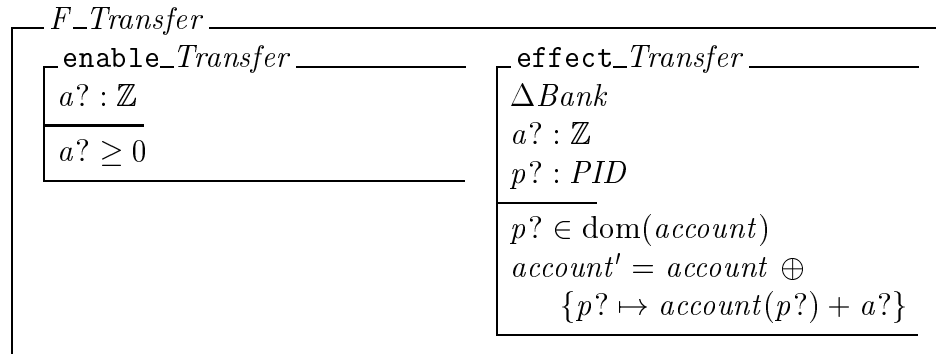 F_Transfer
enable_Transfer
a? : ℤ
a? ≥ 0
effect_Transfer
ΔBank
a? : ℤ
p? : PID
p? ∈ dom(account)
account′ = account ⊕
{p? ↦ account(p?) + a?}